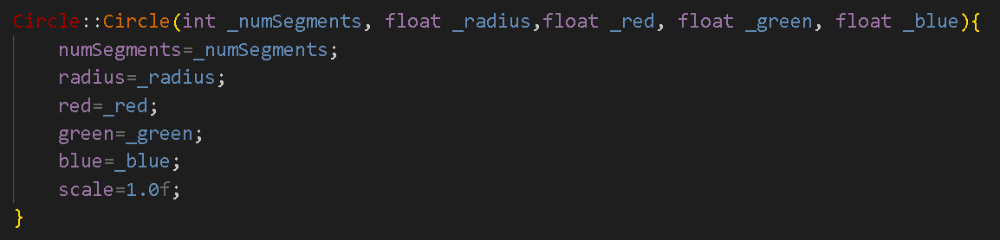 Circle::Circle(int _numSegments, float _radius,float _red, float _green, float _blue){
    numSegments=_numSegments;
    radius=_radius;
    red=_red;
    green=_green;
    blue=_blue;
    scale=1.0f;
}